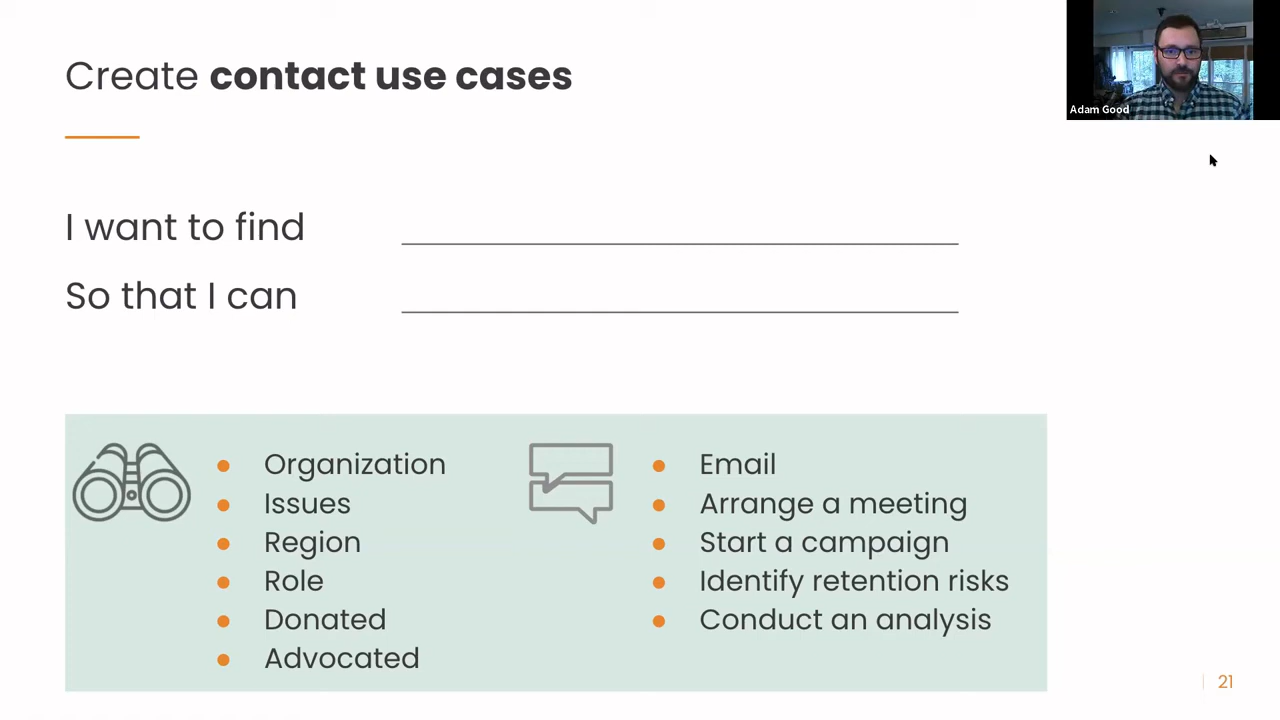 Create contact use cases
Adam Good
I want to find
So that I can
Organization
Issues
Region
Role
Donated
Advocated
Email
Arrange a meeting
Start a campaign
Identify retention risks
Conduct an analysis
21